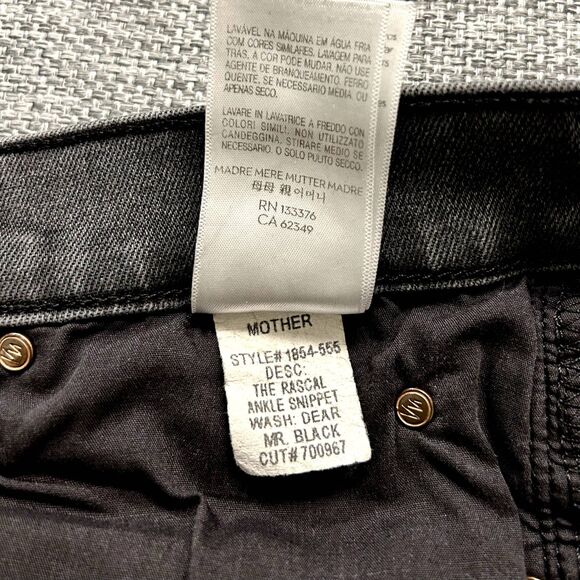 LAVÁVEL NA MÁQUINA EM ÁGUA FRIA
COM CORES SIMILARES. LAVAGEM PARA
TRÁS, A COR PODE MUDAR. NÃO USE
AGENTE DE BRANQUEAMENTO. FERRO
QUENTE, SE NECESSARIO MEDIA, OU
APENAS SECO.
LAVARE IN LAVATRICE A FREDDO CON
COLORI SIMILI. NON UTILIZZATO
CANDEGGINA. STIRARE MEDIO SE
NECESSARIO. O SOLO PULITO SECCO.
MADRE MERE MUTTER MADRE
母母 親 어머니
RN 133376
CA 62349
MOTHER
STYLE# 1854-555
DESC:
THE RASCAL
ANKLE SNIPPET
WASH: DEAR
MR. BLACK
CUT# 700967